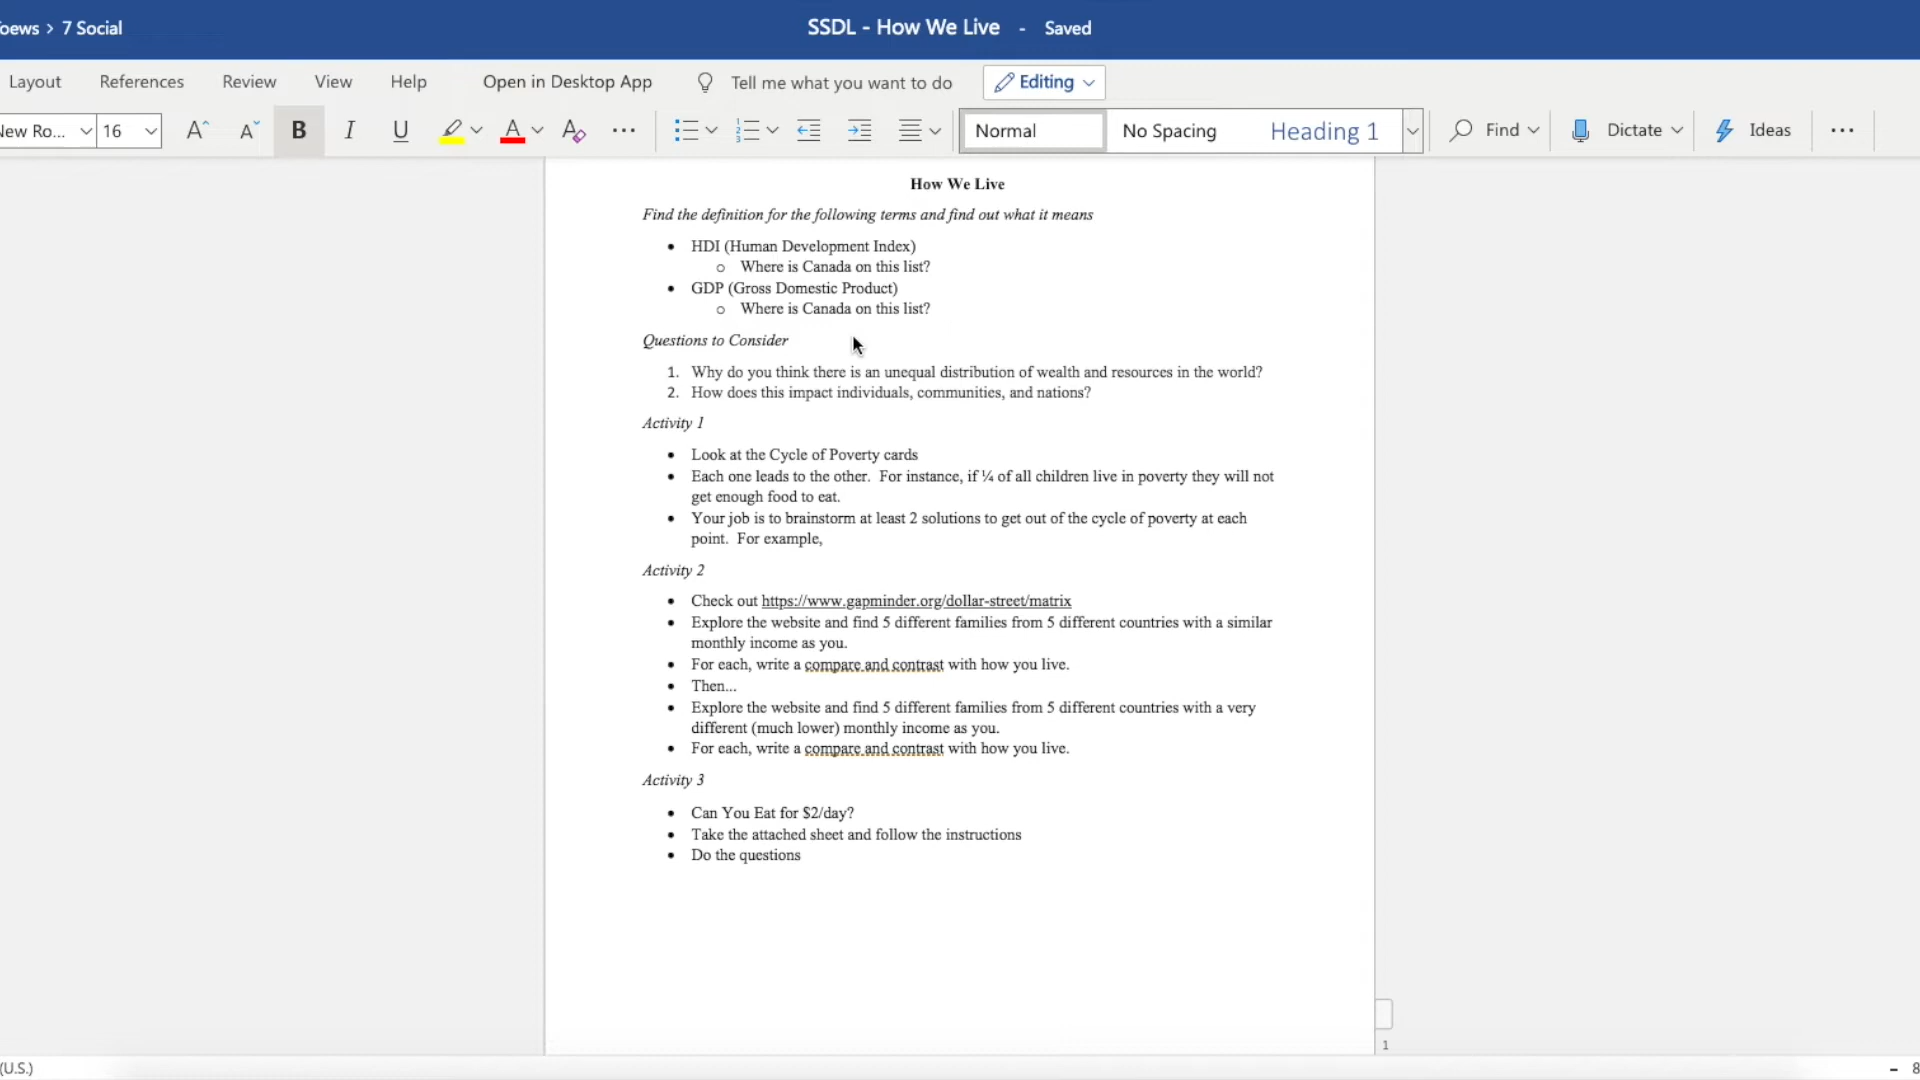 oews > 7 Social
SSDL - How We Live - Saved
Layout References Review View Help Open in Desktop App Tell me what you want to do Editing
New Ro... 16 A A B I U A A ... Normal No Spacing Heading 1 Find Dictate Ideas ...
How We Live
Find the definition for the following terms and find out what it means
• HDI (Human Development Index)
o Where is Canada on this list?
• GDP (Gross Domestic Product)
o Where is Canada on this list?
Questions to Consider
1. Why do you think there is an unequal distribution of wealth and resources in the world?
2. How does this impact individuals, communities, and nations?
Activity 1
• Look at the Cycle of Poverty cards
• Each one leads to the other. For instance, if ¼ of all children live in poverty they will not
get enough food to eat.
• Your job is to brainstorm at least 2 solutions to get out of the cycle of poverty at each
point. For example,
Activity 2
• Check out https://www.gapminder.org/dollar-street/matrix
• Explore the website and find 5 different families from 5 different countries with a similar
monthly income as you.
• For each, write a compare and contrast with how you live.
• Then...
• Explore the website and find 5 different families from 5 different countries with a very
different (much lower) monthly income as you.
• For each, write a compare and contrast with how you live.
Activity 3
• Can You Eat for $2/day?
• Take the attached sheet and follow the instructions
• Do the questions
1
(U.S.) - 8